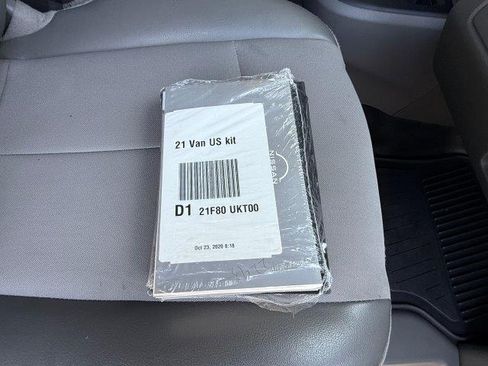 21 Van US kit
D1 21F80 UKT00
Oct 23, 2020 8:18
NISSAN